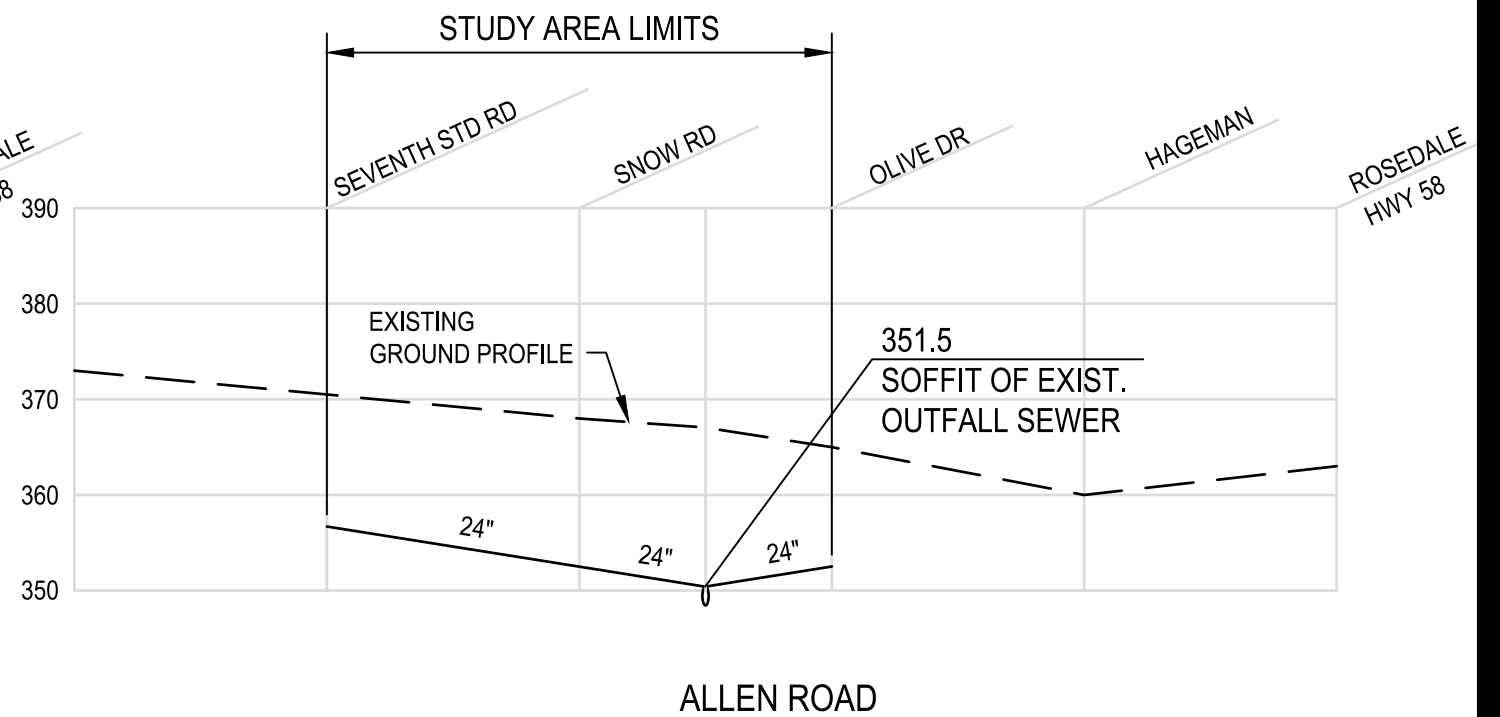 STUDY AREA LIMITS
SEVENTH STD RD
SNOW RD
OLIVE DR
HAGEMAN
ROSEDALE
HWY 58
390
380
370
360
350
EXISTING
GROUND PROFILE
351.5
SOFFIT OF EXIST.
OUTFALL SEWER
24"
24"
24"
ALLEN ROAD